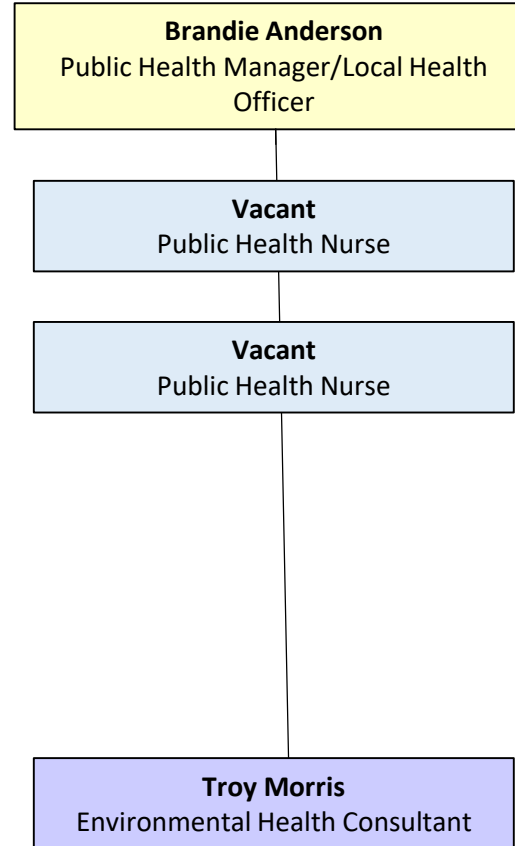 Brandie Anderson
Public Health Manager/Local Health
Officer
Vacant
Public Health Nurse
Vacant
Public Health Nurse
Troy Morris
Environmental Health Consultant